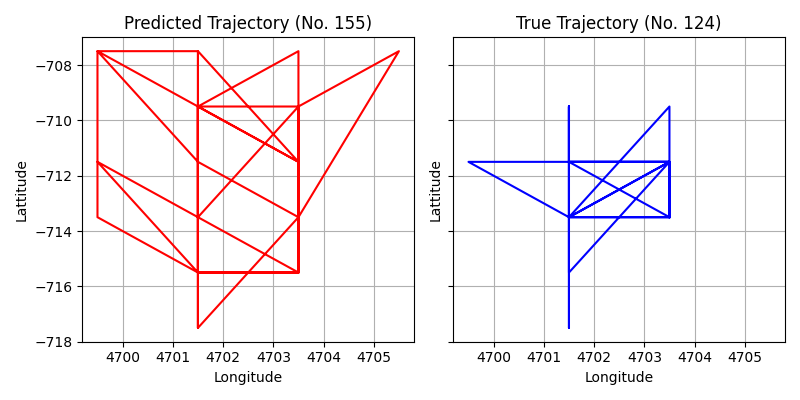 Predicted Trajectory (No. 155)
True Trajectory (No. 124)
Lattitude
−708
−710
−712
−714
−716
−718
4700 4701 4702 4703 4704 4705
Longitude
Lattitude
4700 4701 4702 4703 4704 4705
Longitude